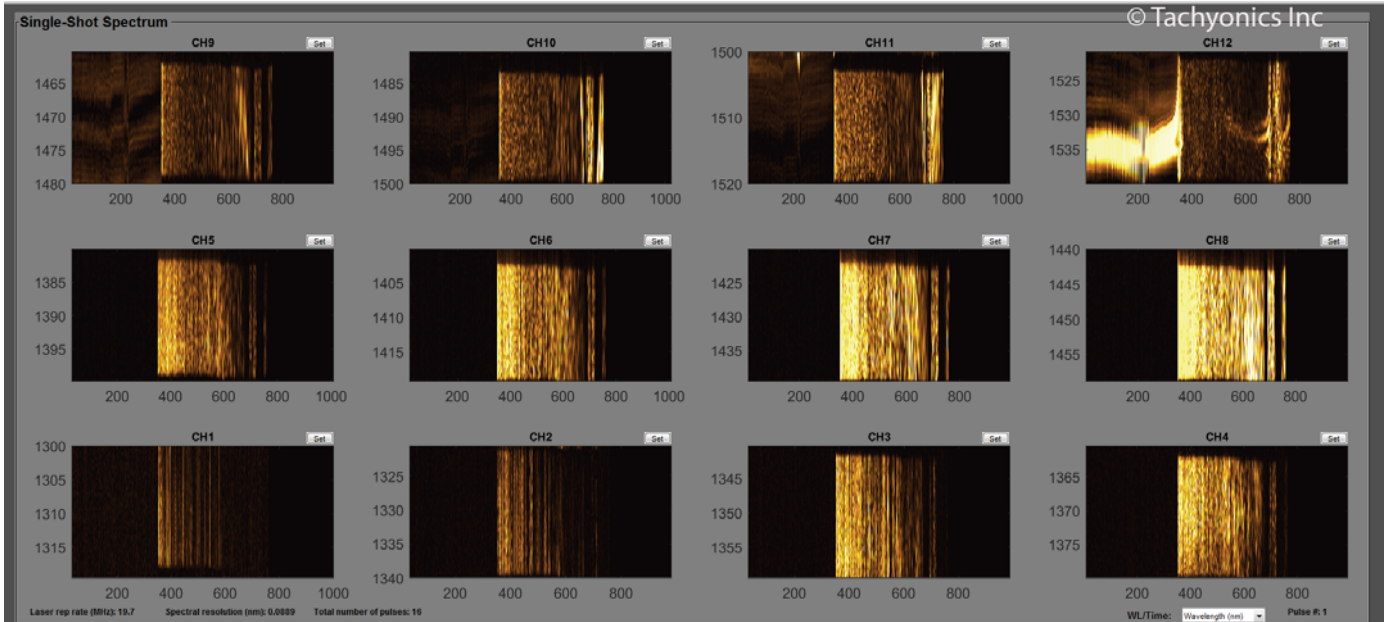 © Tachyonics Inc
Single-Shot Spectrum
CH9 Set
1465
1470
1475
1480
200 400 600 800
CH10 Set
1485
1490
1495
1500
200 400 600 800 1000
CH11 Set
1500
1510
1520
200 400 600 800 1000
CH12 Set
1525
1530
1535
200 400 600 800
CH5 Set
1385
1390
1395
200 400 600 800 1000
CH6 Set
1405
1410
1415
200 400 600 800 1000
CH7 Set
1425
1430
1435
200 400 600 800
CH8 Set
1440
1445
1450
1455
200 400 600 800
CH1 Set
1300
1305
1310
1315
200 400 600 800 1000
CH2 Set
1325
1330
1335
1340
200 400 600 800
CH3 Set
1345
1350
1355
200 400 600 800
CH4 Set
1365
1370
1375
200 400 600 800
Laser rep rate (MHz): 19.7 Spectral resolution (nm): 0.0889 Total number of pulses: 16
WL/Time: Wavelength (nm) Pulse #: 1